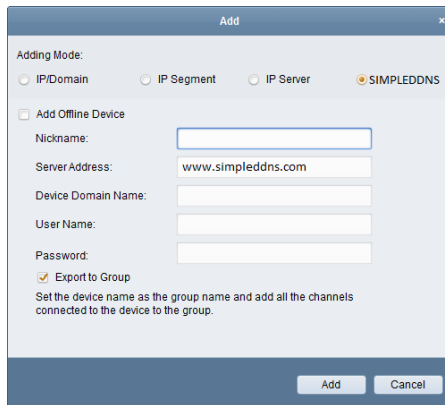 Add ×
Adding Mode:
IP/Domain IP Segment IP Server SIMPLEDDNS
Add Offline Device
Nickname:
Server Address: www.simpleddns.com
Device Domain Name:
User Name:
Password:
Export to Group
Set the device name as the group name and add all the channels
connected to the device to the group.
Add Cancel